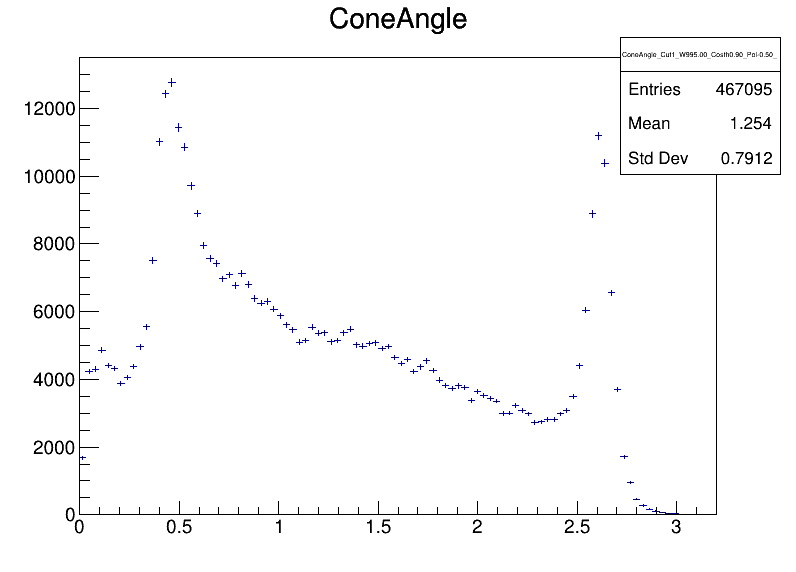 ConeAngle
ConeAngle_Cut1_W995.00_Costh0.90_Pol-0.50_
Entries 467095
Mean 1.254
Std Dev 0.7912
12000
10000
8000
6000
4000
2000
0
0 0.5 1 1.5 2 2.5 3